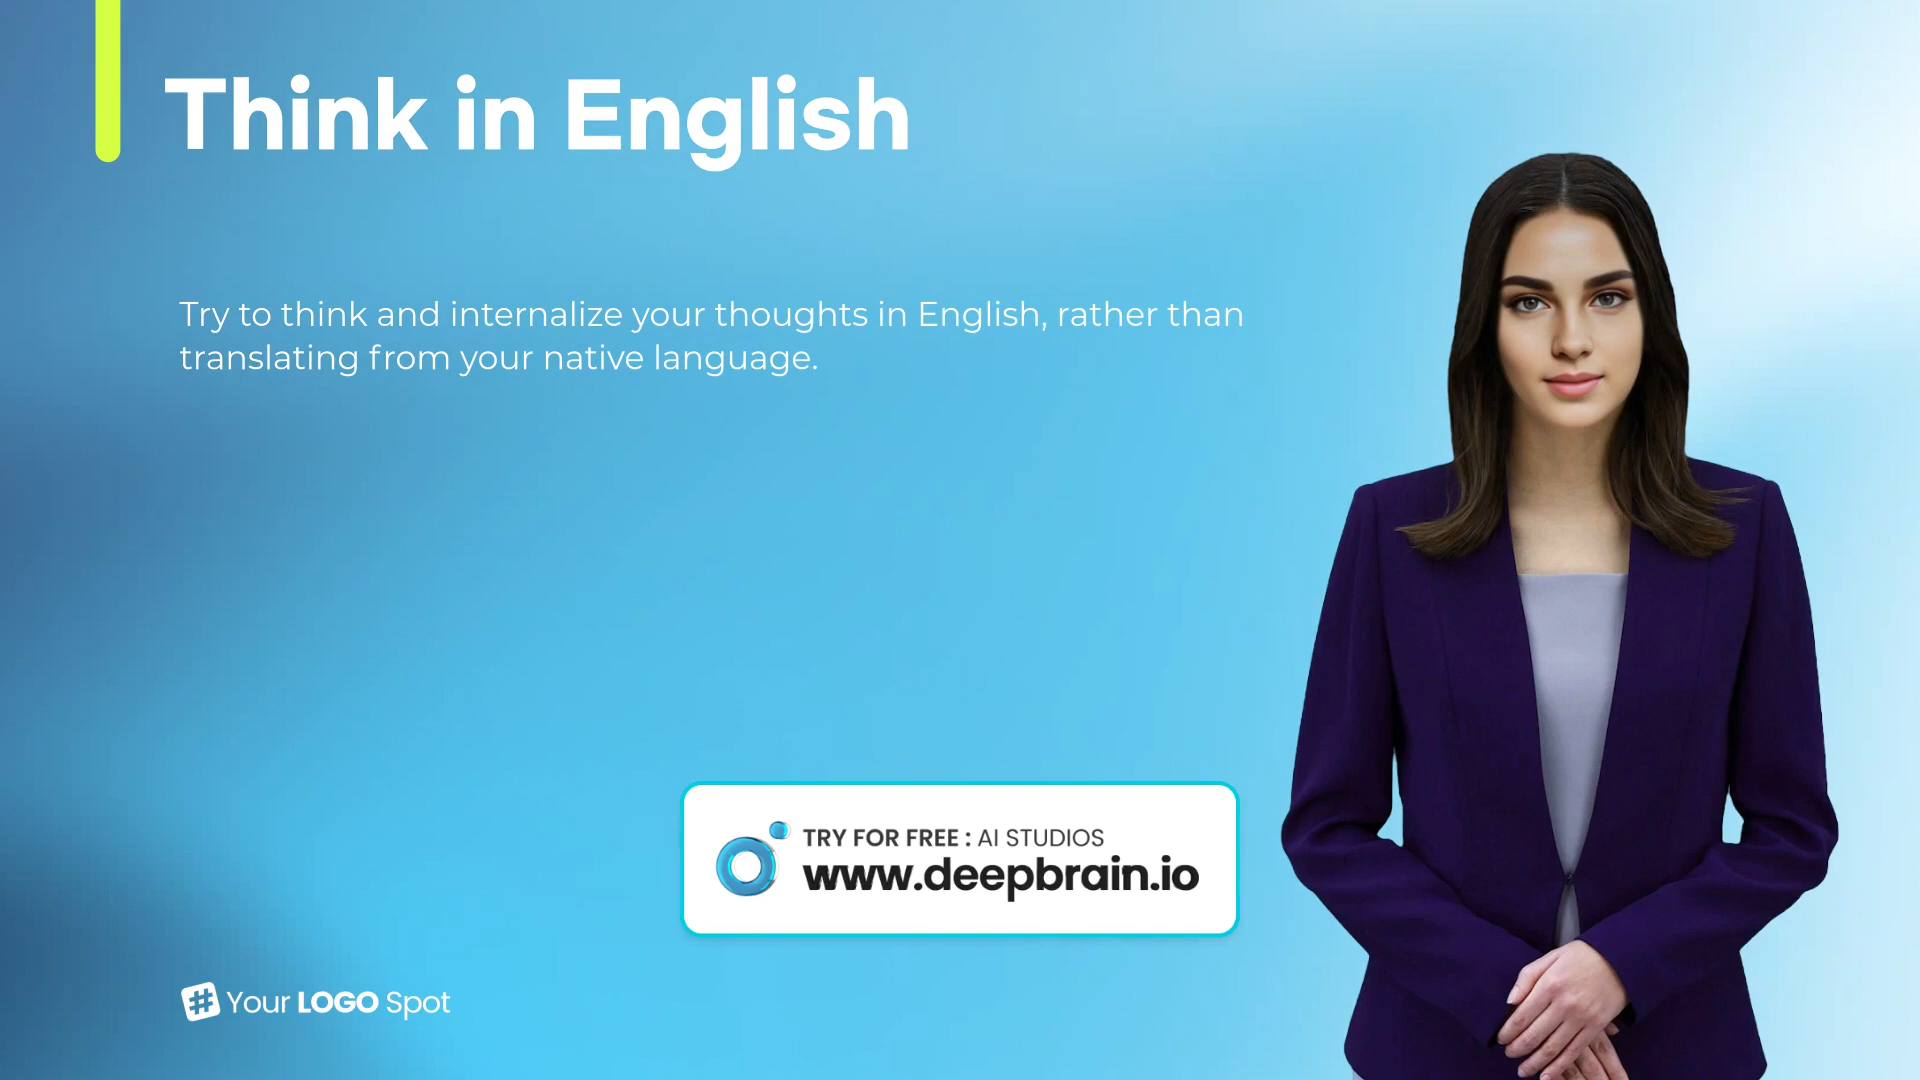 Think in English
Try to think and internalize your thoughts in English, rather than
translating from your native language.
TRY FOR FREE : AI STUDIOS
www.deepbrain.io
# Your LOGO Spot